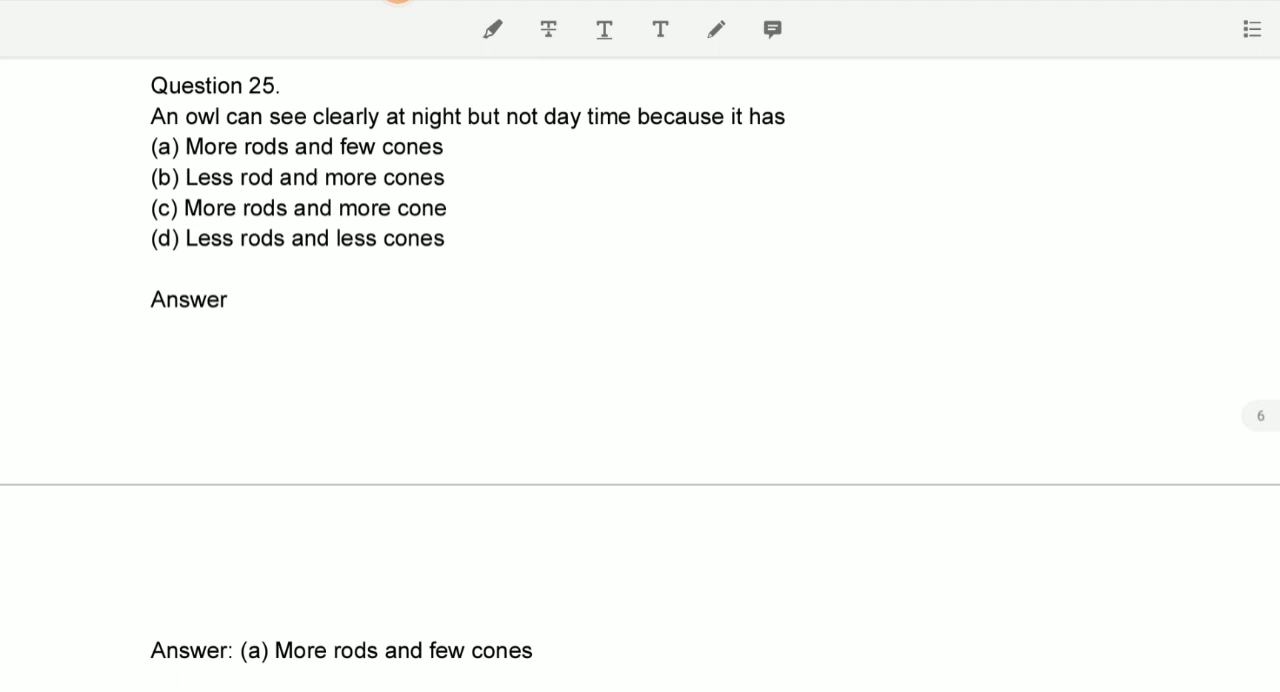 Question 25.
An owl can see clearly at night but not day time because it has
(a) More rods and few cones
(b) Less rod and more cones
(c) More rods and more cone
(d) Less rods and less cones
Answer
6
Answer: (a) More rods and few cones